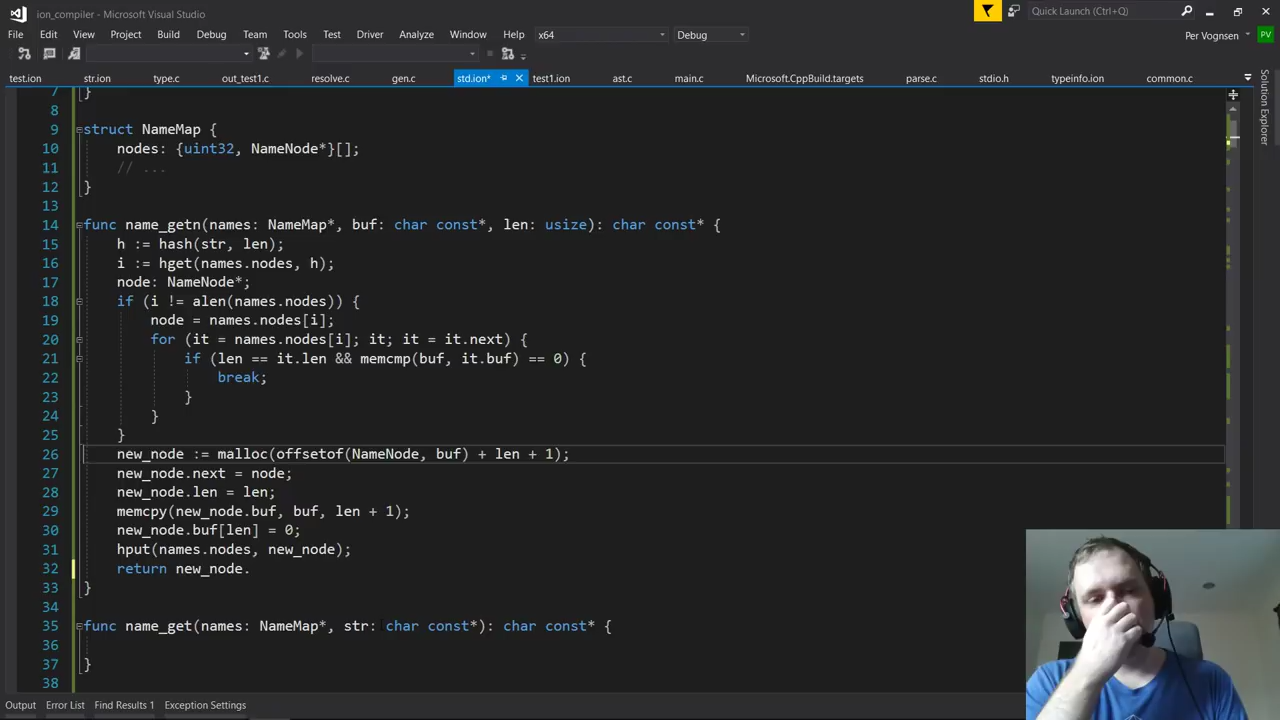 ion_compiler - Microsoft Visual Studio
Quick Launch (Ctrl+Q)
File Edit View Project Build Debug Team Tools Test Driver Analyze Window Help x64 Debug Per Vognsen PV
test.ion str.ion type.c out_test1.c resolve.c gen.c std.ion* test1.ion ast.c main.c Microsoft.CppBuild.targets parse.c stdio.h typeinfo.ion common.c
7 }
8
9 struct NameMap {
10 nodes: {uint32, NameNode*}[];
11 // ...
12 }
13
14 func name_getn(names: NameMap*, buf: char const*, len: usize): char const* {
15 h := hash(str, len);
16 i := hget(names.nodes, h);
17 node: NameNode*;
18 if (i != alen(names.nodes)) {
19 node = names.nodes[i];
20 for (it = names.nodes[i]; it; it = it.next) {
21 if (len == it.len && memcmp(buf, it.buf) == 0) {
22 break;
23 }
24 }
25 }
26 new_node := malloc(offsetof(NameNode, buf) + len + 1);
27 new_node.next = node;
28 new_node.len = len;
29 memcpy(new_node.buf, buf, len + 1);
30 new_node.buf[len] = 0;
31 hput(names.nodes, new_node);
32 return new_node.
33 }
34
35 func name_get(names: NameMap*, str: char const*): char const* {
36
37 }
38
Solution Explorer
Output Error List Find Results 1 Exception Settings